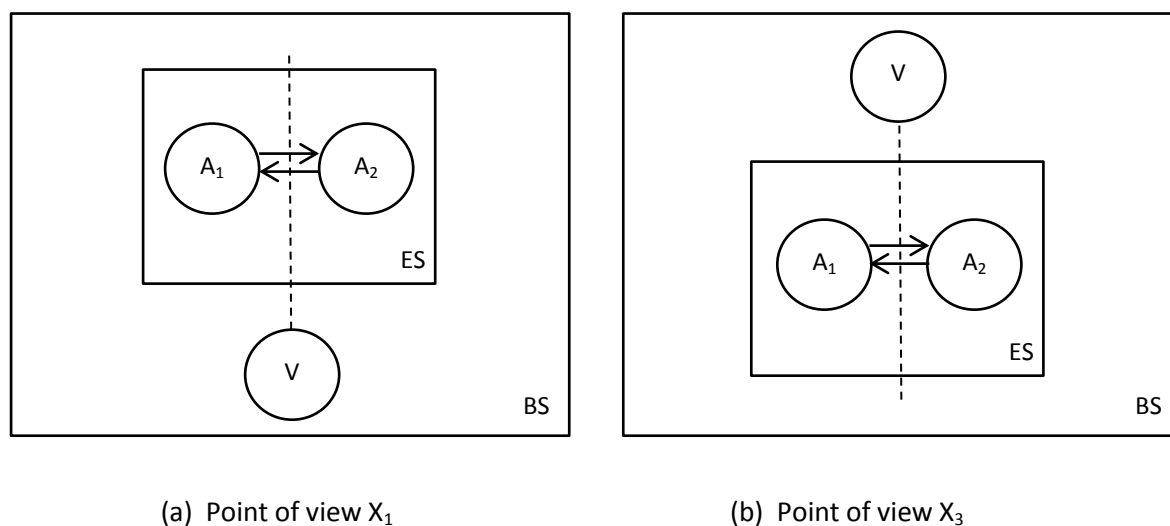 A₁ A₂
ES
V
BS
(a) Point of view X₁
V
A₁ A₂
ES
BS
(b) Point of view X₃